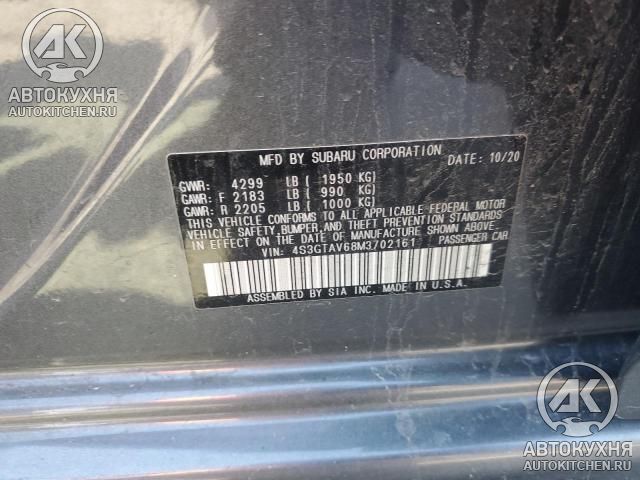 АК
АВТОКУХНЯ
AUTOKITCHEN.RU
MFD BY SUBARU CORPORATION DATE: 10/20
GVWR: 4299 LB ( 1950 KG)
GAWR: F 2183 LB ( 990 KG)
GAWR: R 2205 LB ( 1000 KG)
THIS VEHICLE CONFORMS TO ALL APPLICABLE FEDERAL MOTOR
VEHICLE SAFETY, BUMPER, AND THEFT PREVENTION STANDARDS
IN EFFECT ON THE DATE OF MANUFACTURE SHOWN ABOVE.
VIN: 4S3GTAV68M3702161 PASSENGER CAR
ASSEMBLED BY SIA INC. MADE IN U.S.A.
АК
АВТОКУХНЯ
AUTOKITCHEN.RU